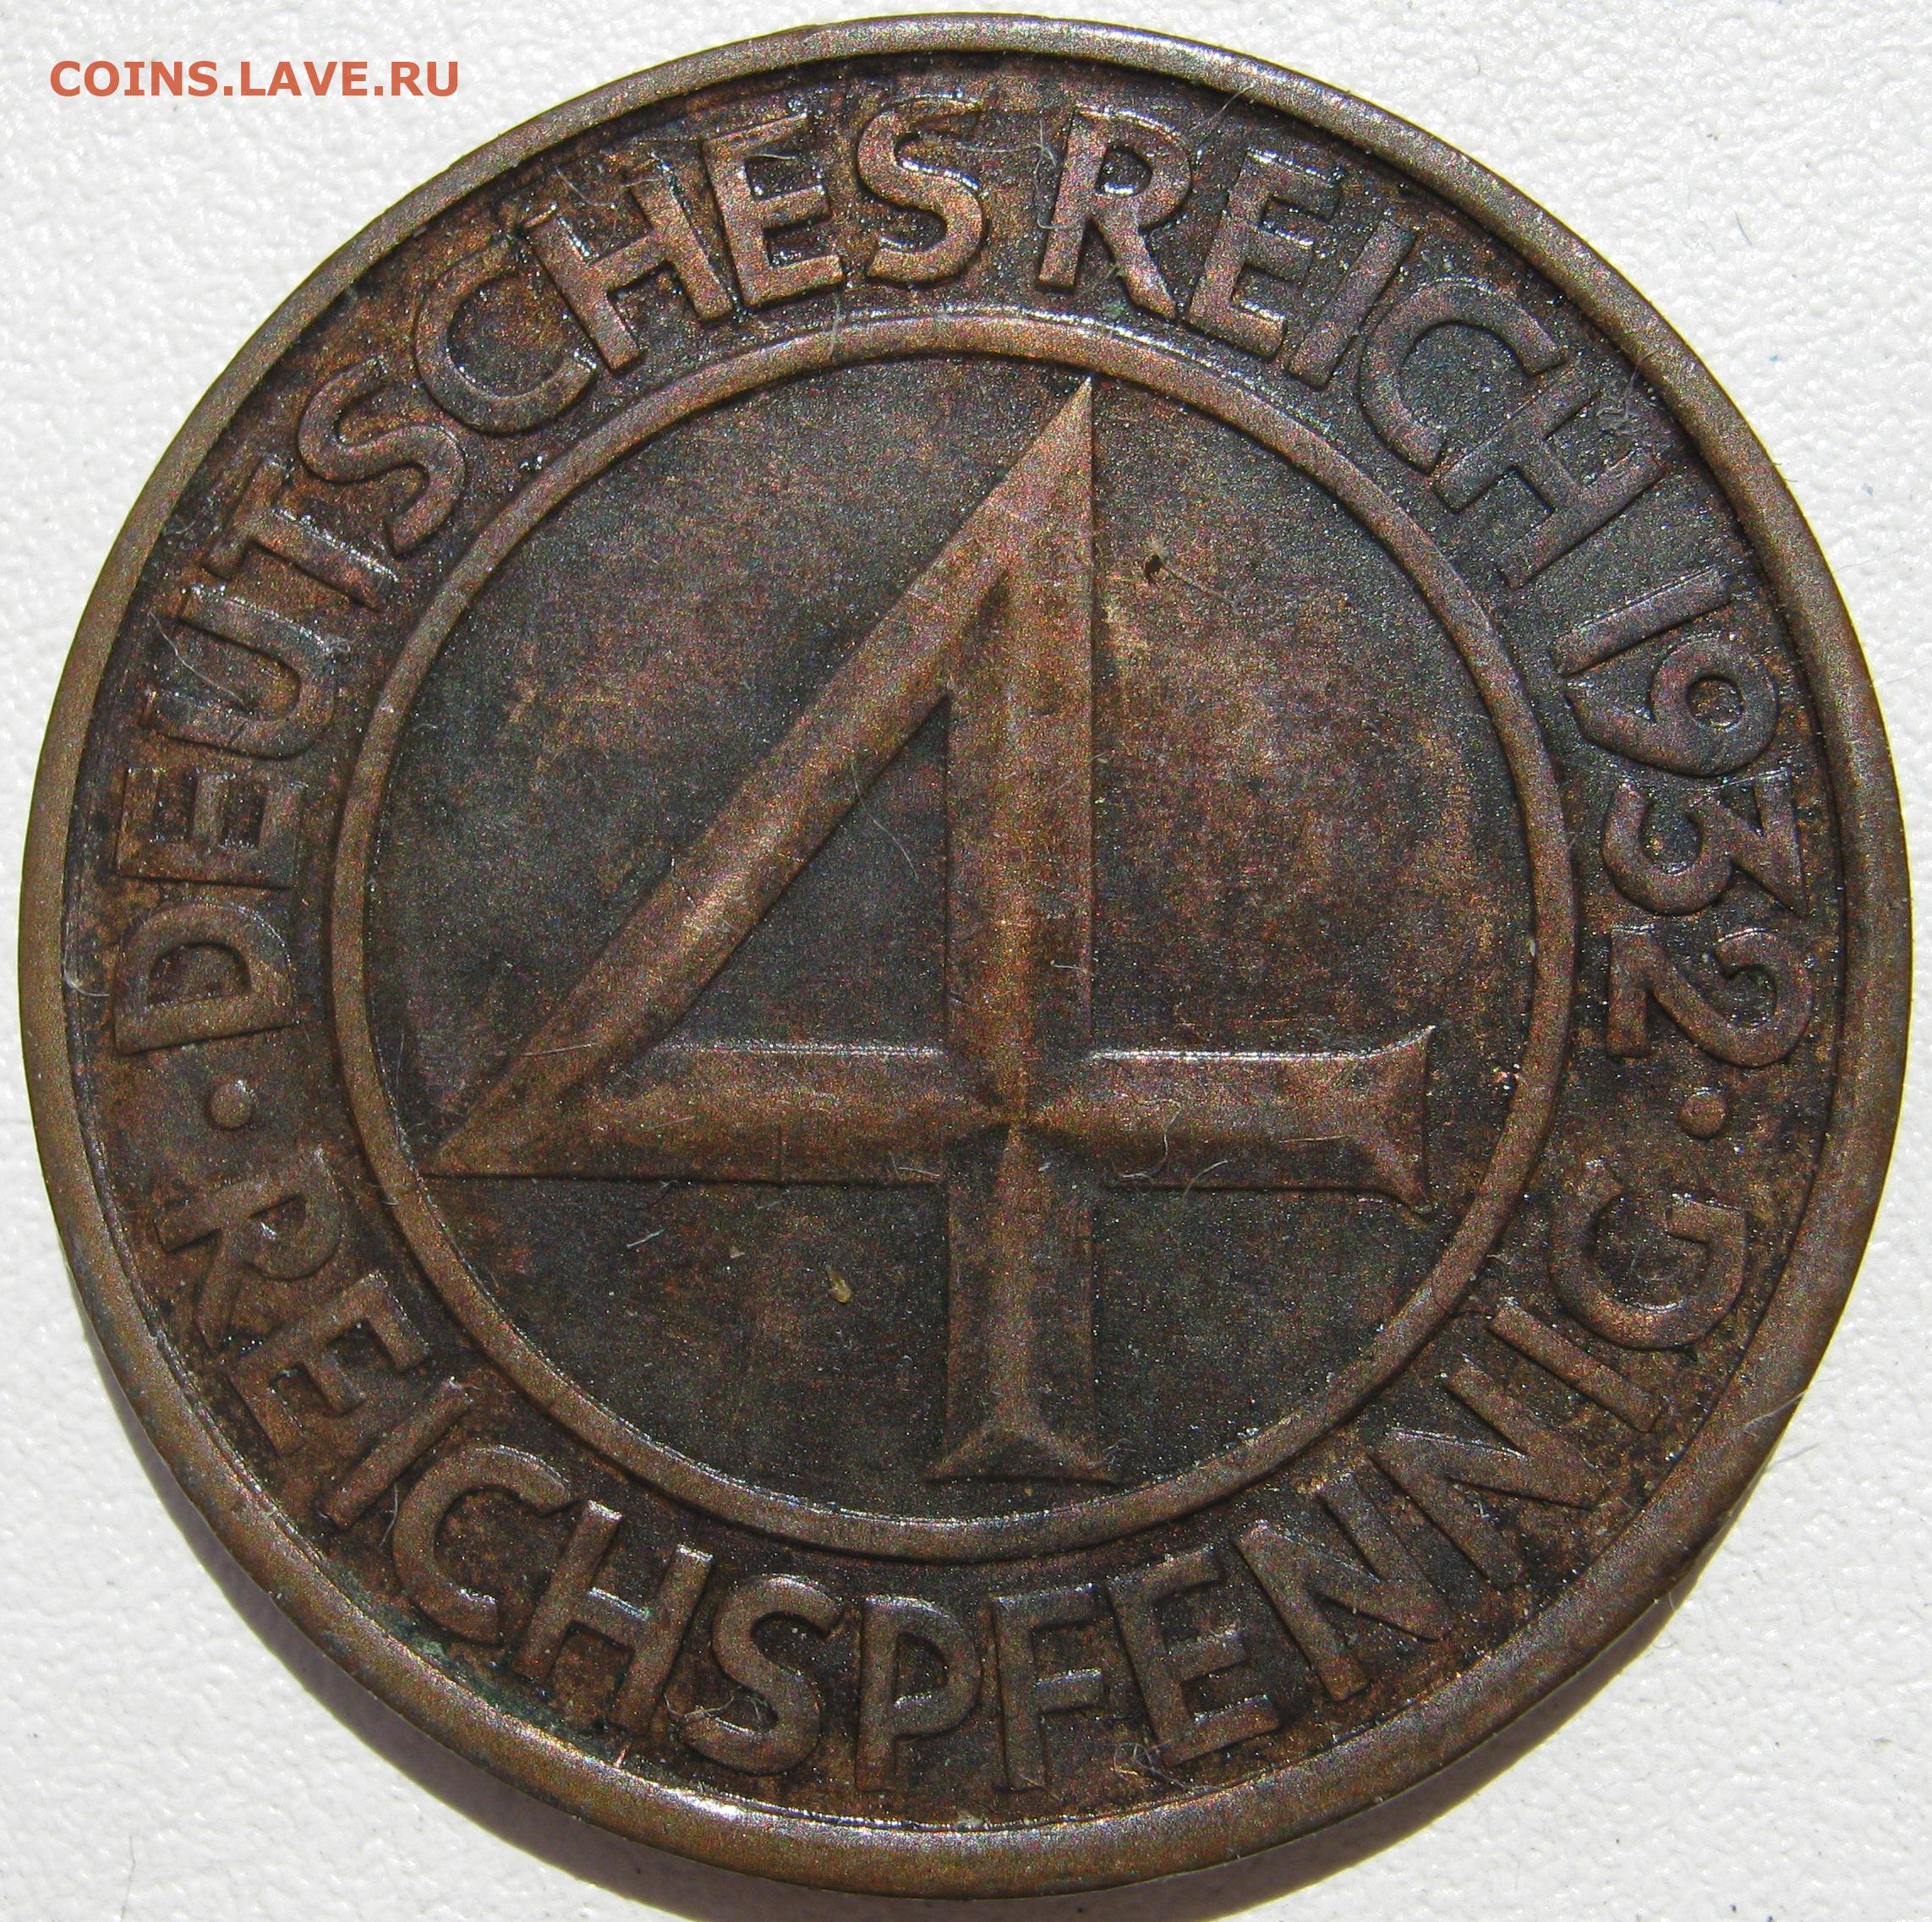 COINS.LAVE.RU
DEUTSCHES REICH 1932
4
REICHSPFENNIG